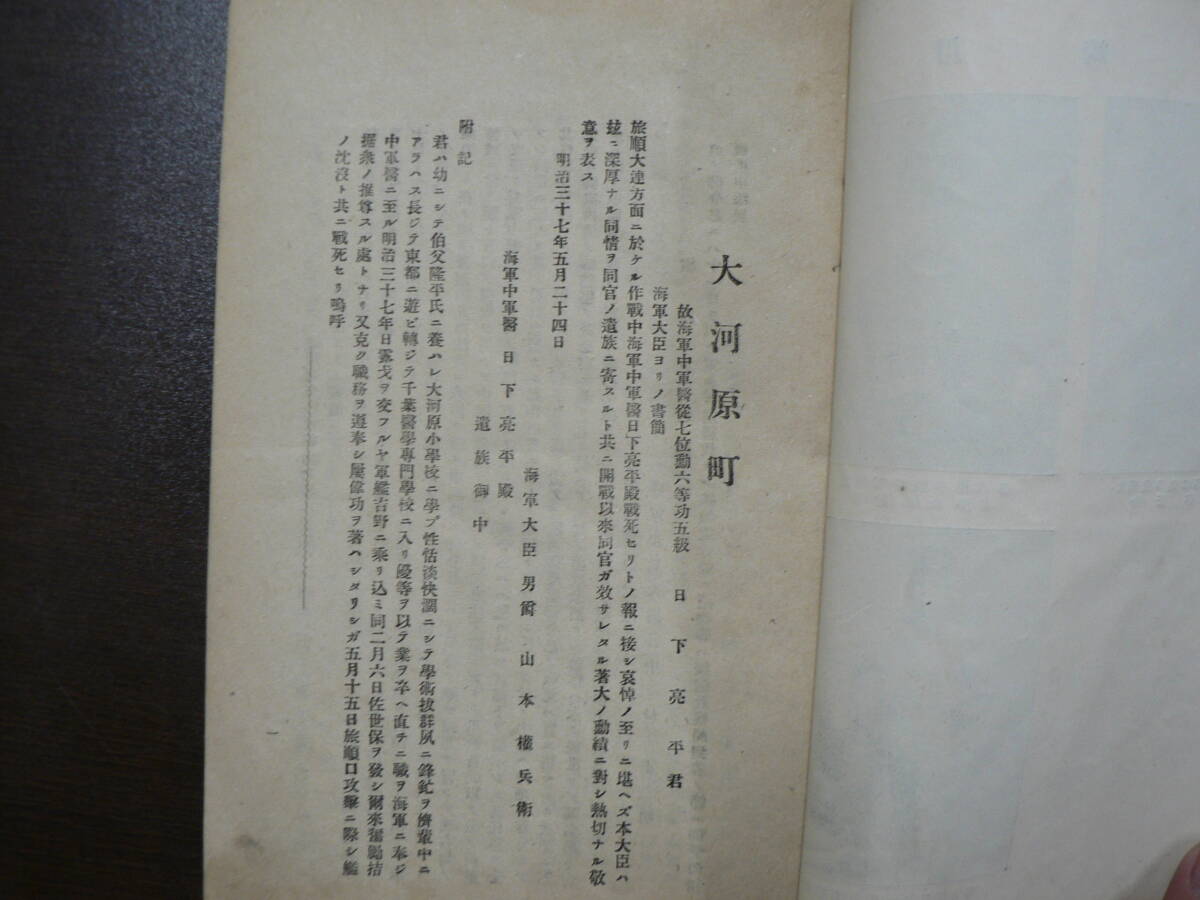 大河原町
故海軍中軍醫從七位勳六等功五級 日下亮平君
海軍大臣ヨリノ書簡
旅順大連方面ニ於ケル作戰中海軍中軍醫日下亮平殿戰死セリトノ報ニ接シ哀悼ノ至リニ堪ヘズ本大臣ハ
玆ニ深厚ナル同情ヲ同官ノ遺族ニ寄スルト共ニ開戰以來同官ガ效サレタル著大ノ勳績ニ對シ熱切ナル敬
意ヲ表ス
明治三十七年五月二十四日
海軍大臣男爵 山本權兵衞
海軍中軍醫 日下亮平殿
遺族御中
附記
君ハ幼ニシテ伯父隆平氏ニ養ハレ大河原小學校ニ學ブ性恬淡快濶ニシテ學術拔群夙ニ鋒鋩ヲ儕輩中ニ
アラハス長ジテ東都ニ遊ビ轉ジテ千葉醫學專門學校ニ入リ優等ヲ以テ業ヲ卒ヘ直チニ職ヲ海軍ニ奉ジ
中軍醫ニ至ル明治三十七年日露戈ヲ交フルヤ軍艦吉野ニ乘リ込ミ同二月六日佐世保ヲ發シ爾來奮勵拮
据衆ノ推尊スル處トナリ又克ク職務ヲ遵奉シ屢偉功ヲ著ハシタリシガ五月十五日旅順口攻擊ニ際シ艦
ノ沈沒ト共ニ戰死セリ嗚呼
一